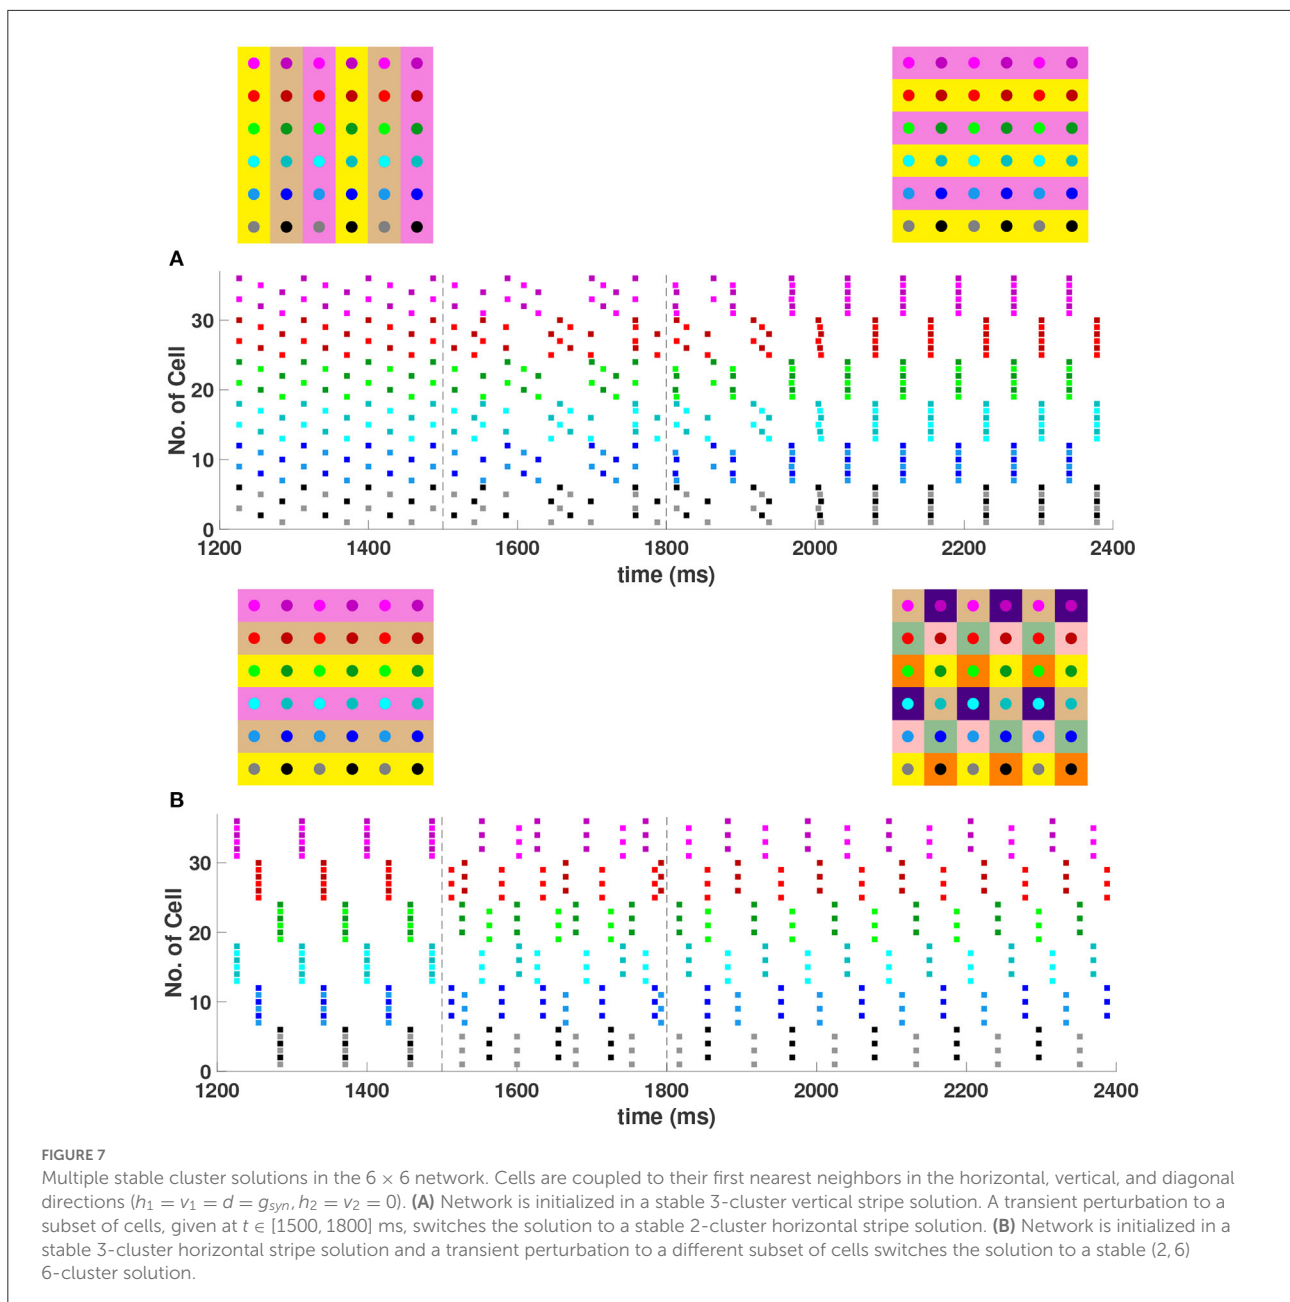 A
No. of Cell
30
20
10
0
1200
1400
1600
1800
2000
2200
2400
time (ms)
B
No. of Cell
30
20
10
0
1200
1400
1600
1800
2000
2200
2400
time (ms)
FIGURE 7
Multiple stable cluster solutions in the 6 × 6 network. Cells are coupled to their first nearest neighbors in the horizontal, vertical, and diagonal
directions (h₁ = v₁ = d = g_syn, h₂ = v₂ = 0). (A) Network is initialized in a stable 3-cluster vertical stripe solution. A transient perturbation to a
subset of cells, given at t ∈ [1500, 1800] ms, switches the solution to a stable 2-cluster horizontal stripe solution. (B) Network is initialized in a
stable 3-cluster horizontal stripe solution and a transient perturbation to a different subset of cells switches the solution to a stable (2, 6)
6-cluster solution.